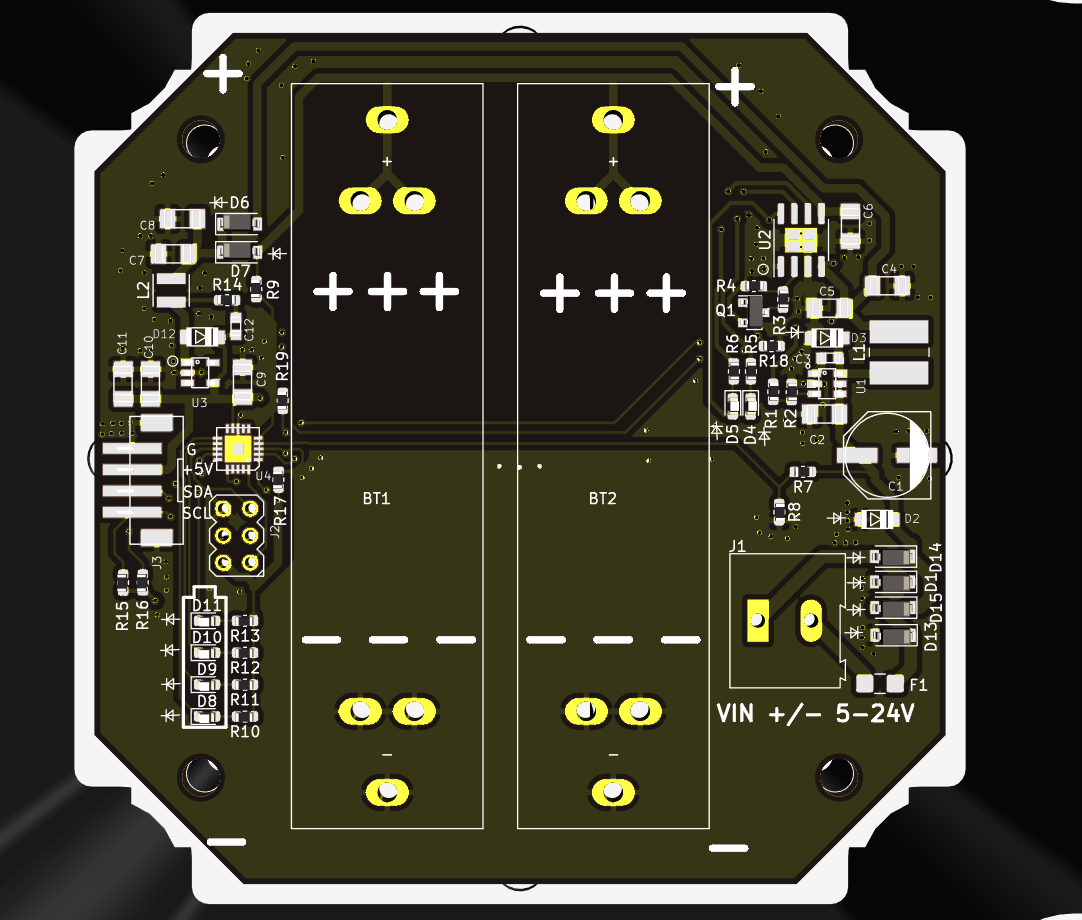 +
+
+
+
D6
C8
C6
U2
C7
D7
R14
R9
L2
C4
R4
+ + +
+ + +
C5
Q1
R3
C12
D12
D3
C11
C10
R6
R5
L1
R18
C3
R19
C9
U1
U3
R1
R2
D5
D4
C2
G
+5V
U4
SDA
SCL
R17
J2
BT1
BT2
R7
C1
R8
D2
J3
J1
D14
D1
D15
D13
R15
R16
D11
R13
D10
R12
D9
R11
D8
R10
F1
VIN +/- 5-24V
−
−